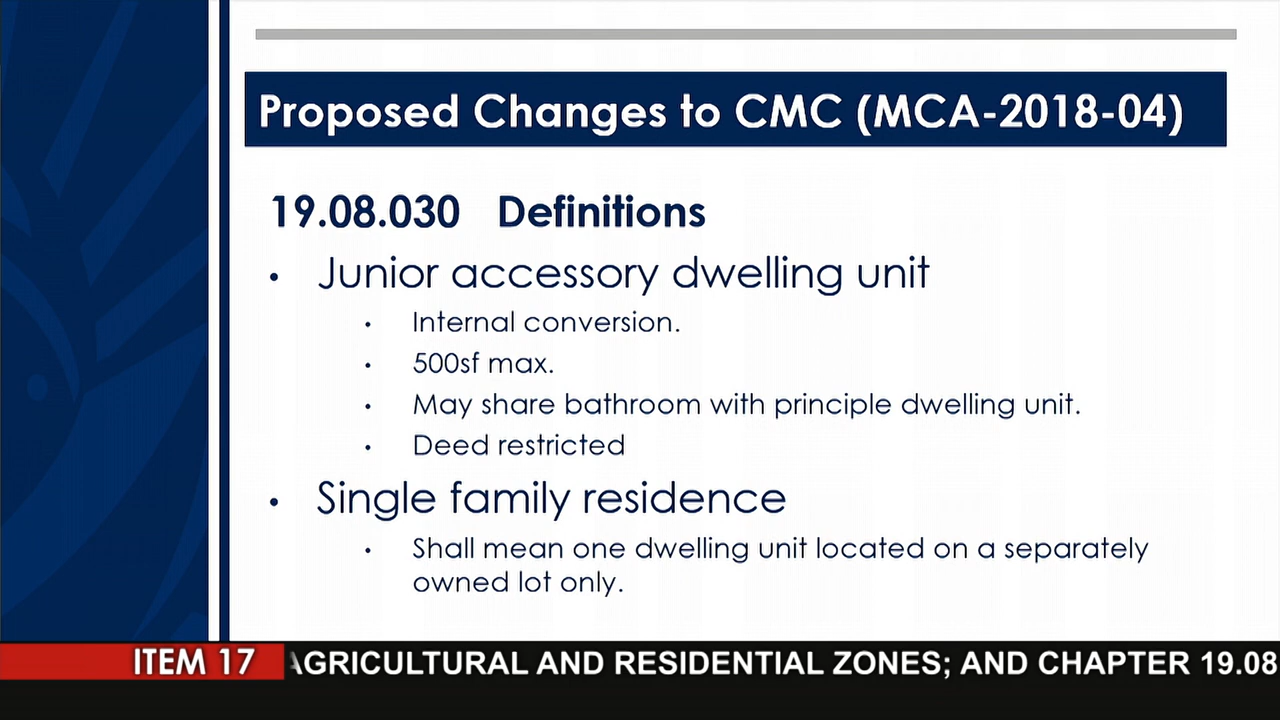 Proposed Changes to CMC (MCA-2018-04)
19.08.030 Definitions
• Junior accessory dwelling unit
• Internal conversion.
• 500sf max.
• May share bathroom with principle dwelling unit.
• Deed restricted
• Single family residence
• Shall mean one dwelling unit located on a separately
owned lot only.
ITEM 17 AGRICULTURAL AND RESIDENTIAL ZONES; AND CHAPTER 19.08